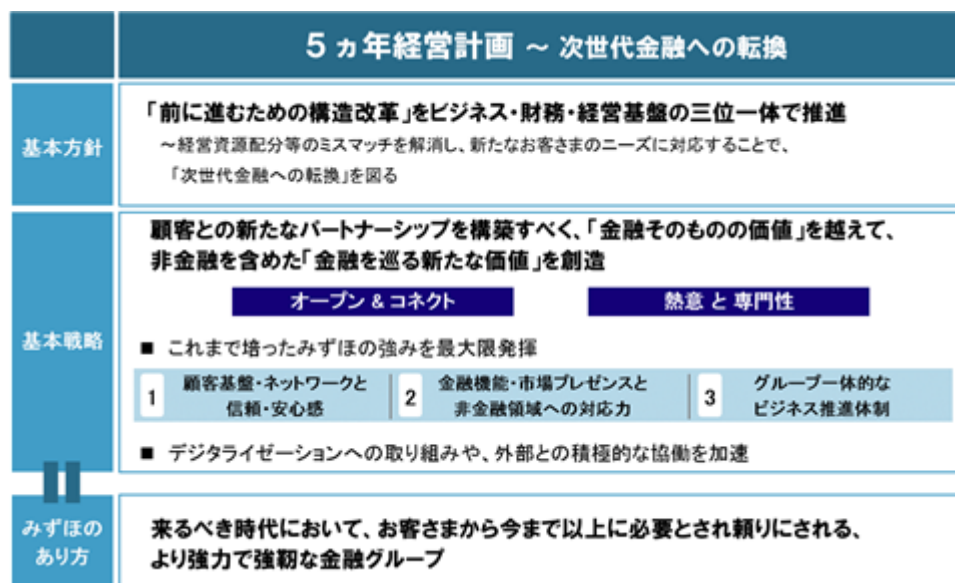 5ヵ年経営計画 ～ 次世代金融への転換
基本方針
「前に進むための構造改革」をビジネス・財務・経営基盤の三位一体で推進
～経営資源配分等のミスマッチを解消し、新たなお客さまのニーズに対応することで、
「次世代金融への転換」を図る
基本戦略
顧客との新たなパートナーシップを構築すべく、「金融そのものの価値」を越えて、
非金融を含めた「金融を巡る新たな価値」を創造
オープン & コネクト
熱意 と 専門性
■ これまで培ったみずほの強みを最大限発揮
1
顧客基盤・ネットワークと
信頼・安心感
2
金融機能・市場プレゼンスと
非金融領域への対応力
3
グループ一体的な
ビジネス推進体制
■ デジタライゼーションへの取り組みや、外部との積極的な協働を加速
みずほの
あり方
来るべき時代において、お客さまから今まで以上に必要とされ頼りにされる、
より強力で強靭な金融グループ